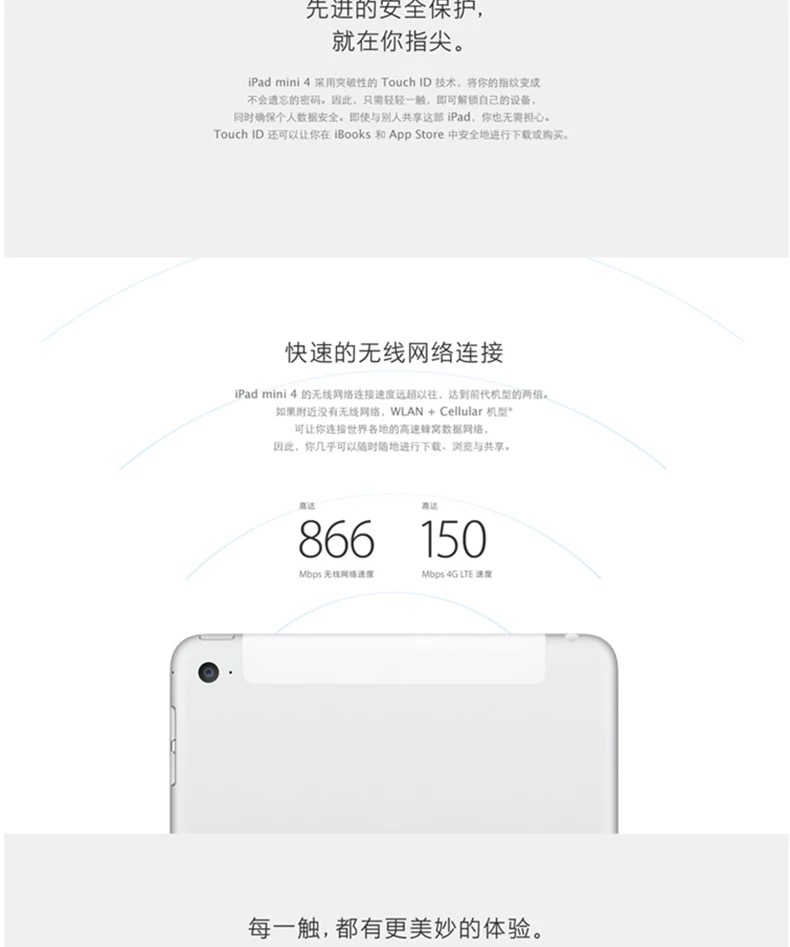 先进的安全保护，
就在你指尖。
iPad mini 4 采用突破性的 Touch ID 技术，将你的指纹变成
不会遗忘的密码。因此，只需轻轻一触，即可解锁自己的设备，
同时确保个人数据安全。即使与别人共享这部 iPad，你也无需担心。
Touch ID 还可以让你在 iBooks 和 App Store 中安全地进行下载或购买。
快速的无线网络连接
iPad mini 4 的无线网络连接速度远超以往，达到前代机型的两倍。
如果附近没有无线网络，WLAN + Cellular 机型*
可让你连接世界各地的高速蜂窝数据网络，
因此，你几乎可以随时随地进行下载、浏览与共享。
高达 高达
866 150
Mbps 无线网络速度 Mbps 4G LTE 速度
每一触，都有更美妙的体验。